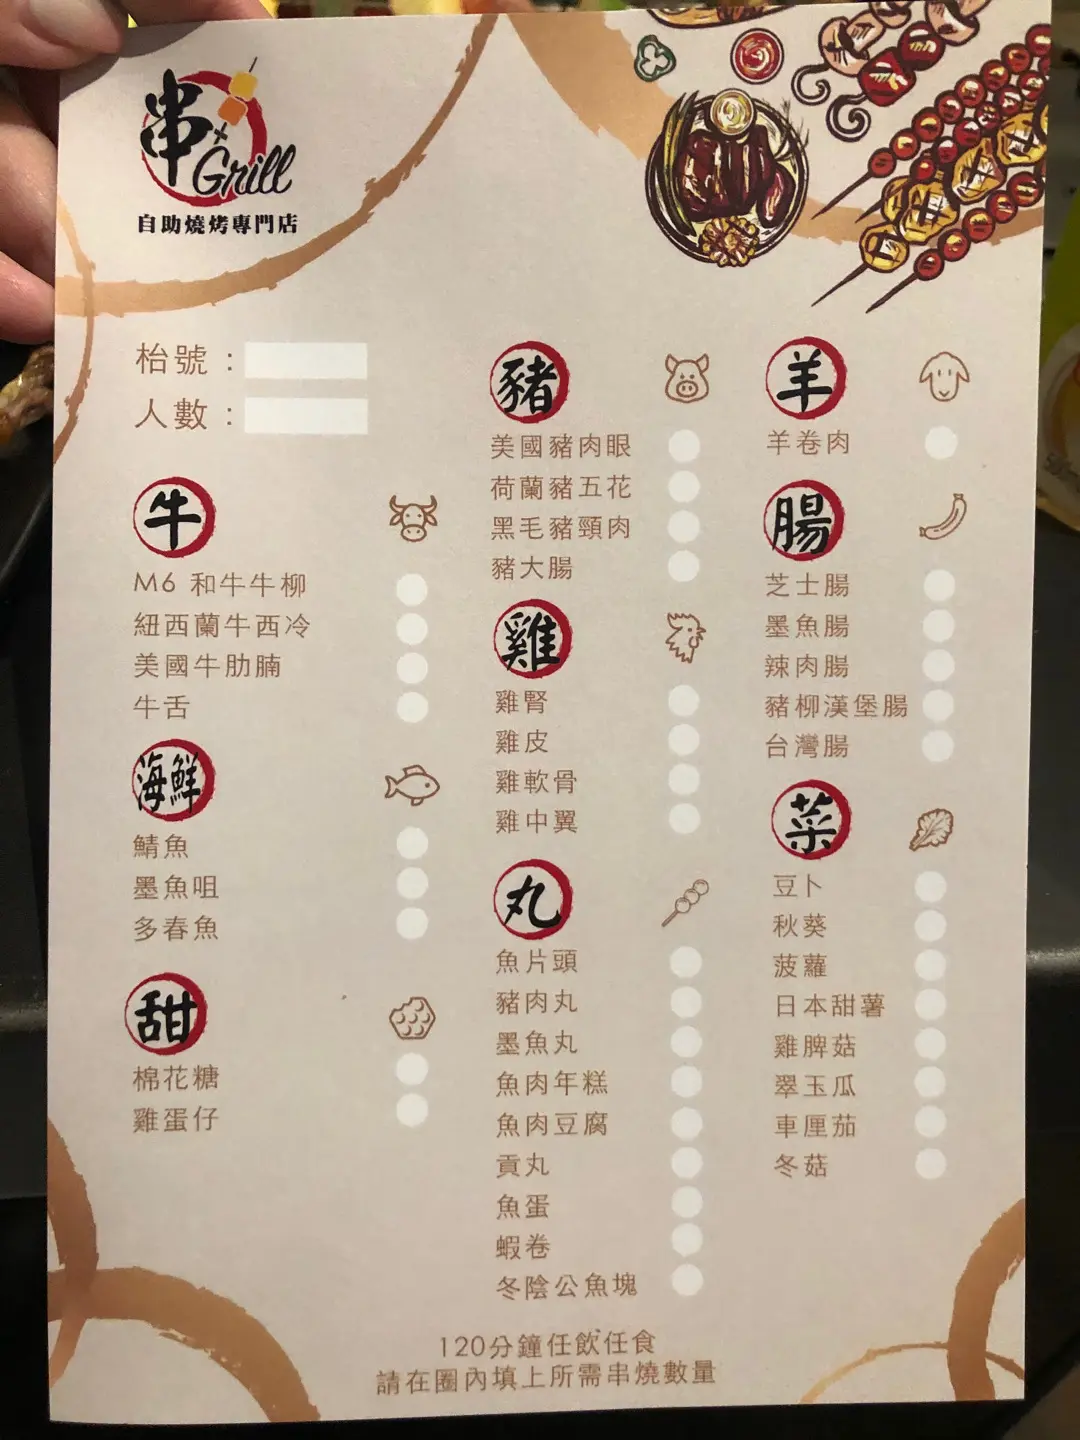 串
Grill
自助燒烤專門店
枱號：
人數：
牛
M6 和牛牛柳
紐西蘭牛西冷
美國牛肋腩
牛舌
海鮮
鯖魚
墨魚咀
多春魚
甜
棉花糖
雞蛋仔
豬
美國豬肉眼
荷蘭豬五花
黑毛豬頸肉
豬大腸
雞
雞腎
雞皮
雞軟骨
雞中翼
丸
魚片頭
豬肉丸
墨魚丸
魚肉年糕
魚肉豆腐
貢丸
魚蛋
蝦卷
冬陰公魚塊
羊
羊卷肉
腸
芝士腸
墨魚腸
辣肉腸
豬柳漢堡腸
台灣腸
菜
豆卜
秋葵
菠蘿
日本甜薯
雞脾菇
翠玉瓜
車厘茄
冬菇
120分鐘任飲任食
請在圈內填上所需串燒數量